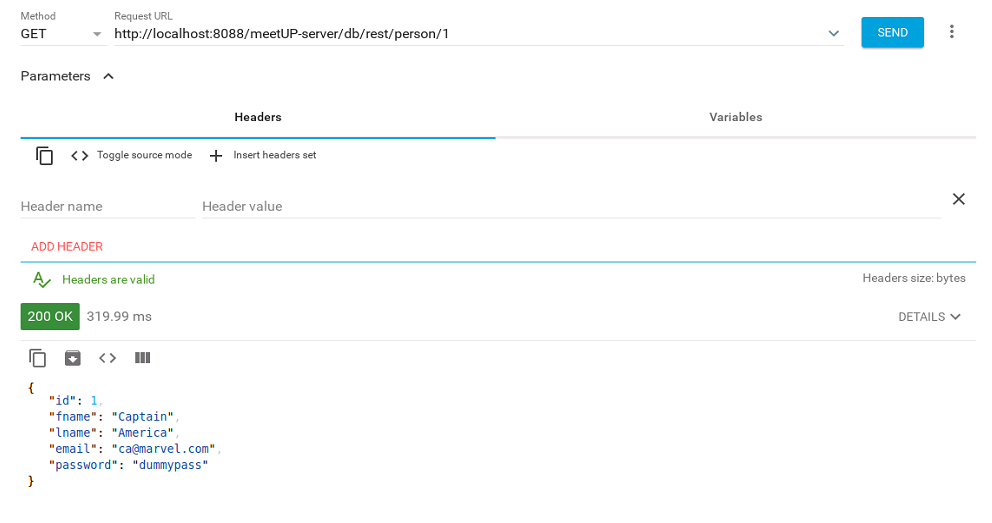 Method
Request URL
GET
http://localhost:8088/meetUP-server/db/rest/person/1
SEND
Parameters
Headers
Variables
Toggle source mode
Insert headers set
Header name
Header value
ADD HEADER
Headers are valid
Headers size: bytes
200 OK
319.99 ms
DETAILS
{
"id": 1,
"fname": "Captain",
"lname": "America",
"email": "ca@marvel.com",
"password": "dummypass"
}